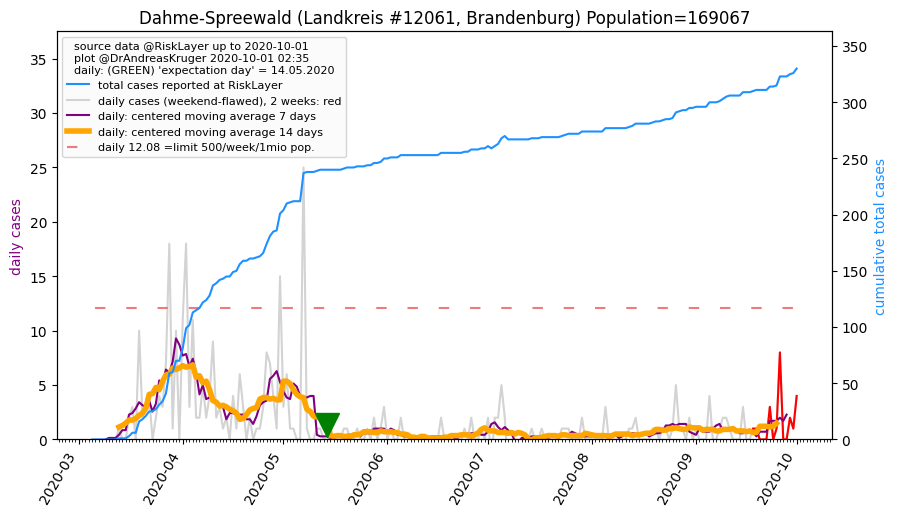 Dahme-Spreewald (Landkreis #12061, Brandenburg) Population=169067
source data @RiskLayer up to 2020-10-01
plot @DrAndreasKruger 2020-10-01 02:35
daily: (GREEN) 'expectation day' = 14.05.2020
total cases reported at RiskLayer
daily cases (weekend-flawed), 2 weeks: red
daily: centered moving average 7 days
daily: centered moving average 14 days
daily 12.08 =limit 500/week/1mio pop.
daily cases
35
30
25
20
15
10
5
0
cumulative total cases
350
300
250
200
150
100
50
0
2020-03
2020-04
2020-05
2020-06
2020-07
2020-08
2020-09
2020-10